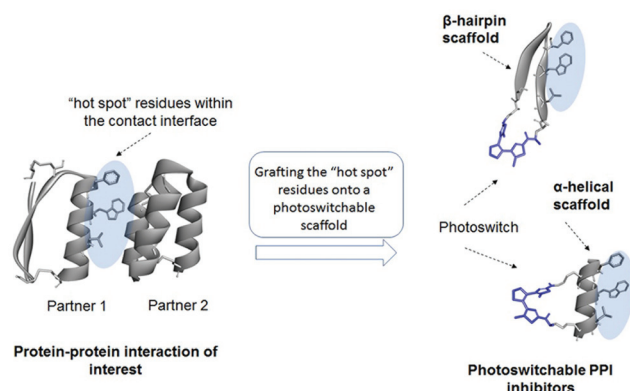 “hot spot” residues within
the contact interface
Partner 1
Partner 2
Protein-protein interaction of
interest
Grafting the “hot spot”
residues onto a
photoswitchable
scaffold
β-hairpin
scaffold
Photoswitch
α-helical
scaffold
Photoswitchable PPI
inhibitors